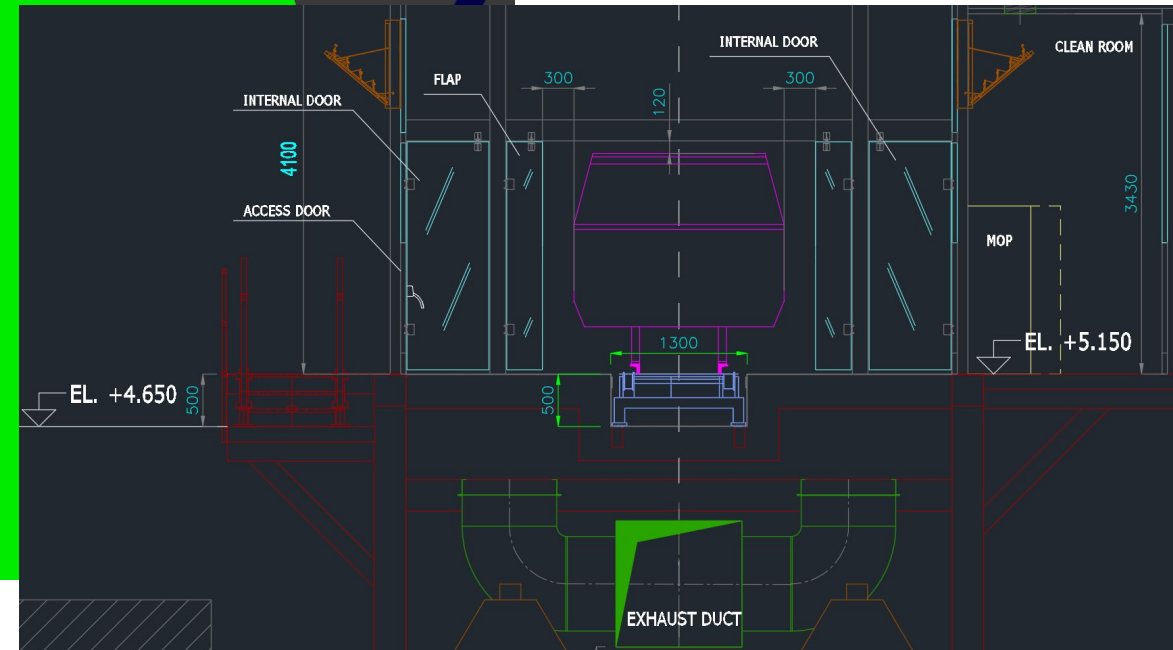 INTERNAL DOOR
CLEAN ROOM
FLAP
300
300
INTERNAL DOOR
120
4100
3430
ACCESS DOOR
MOP
1300
EL. +5.150
EL. +4.650
500
500
EXHAUST DUCT